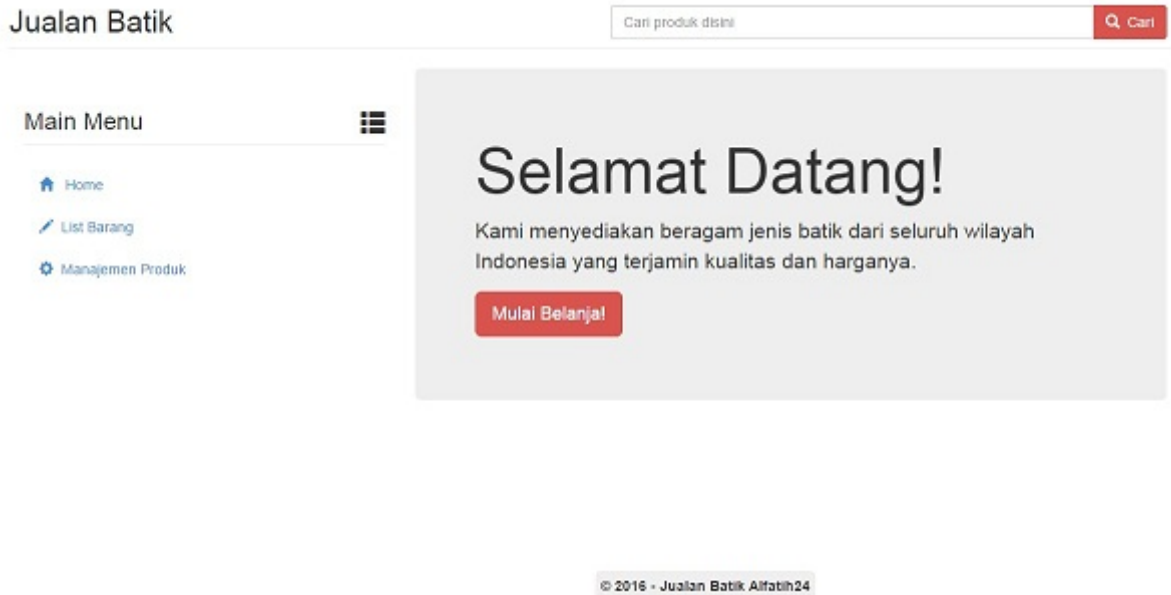 Jualan Batik
Cari produk disini
Cari
Main Menu
Home
List Barang
Manajemen Produk
Selamat Datang!
Kami menyediakan beragam jenis batik dari seluruh wilayah
Indonesia yang terjamin kualitas dan harganya.
Mulai Belanja!
© 2016 - Jualan Batik Alfatih24